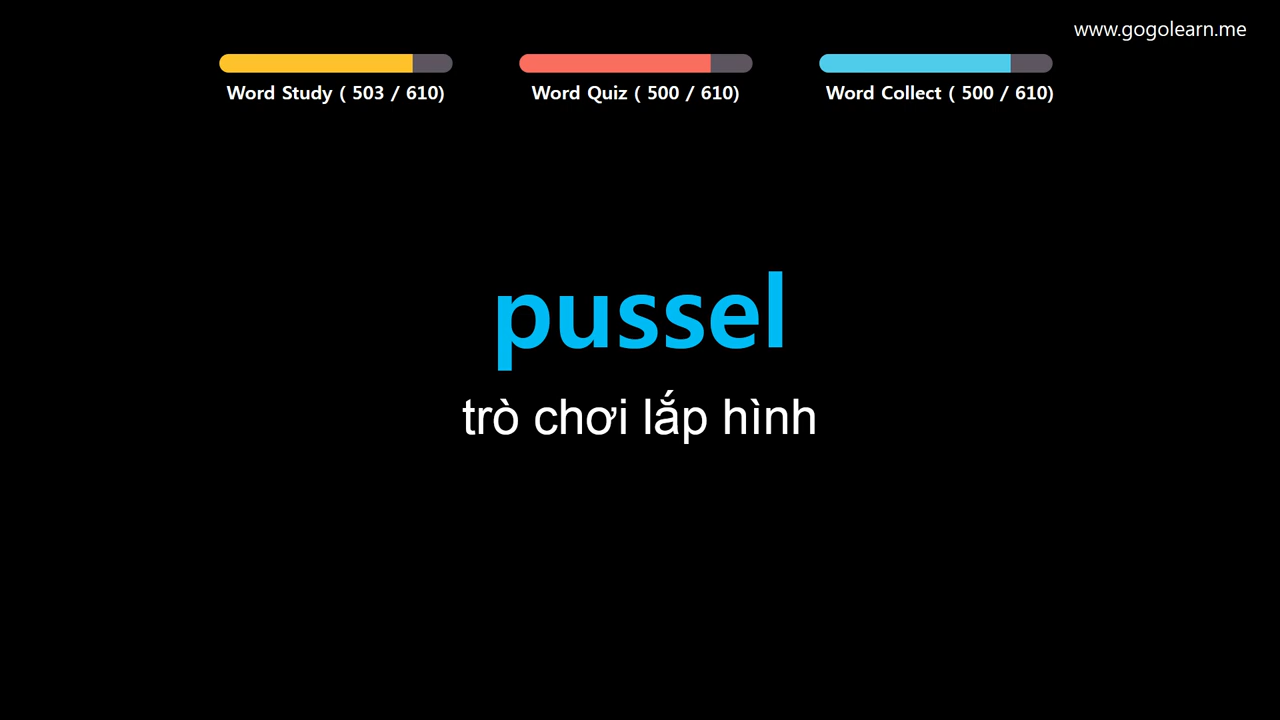 www.gogolearn.me
Word Study ( 503 / 610)
Word Quiz ( 500 / 610)
Word Collect ( 500 / 610)
pussel
trò chơi lắp hình